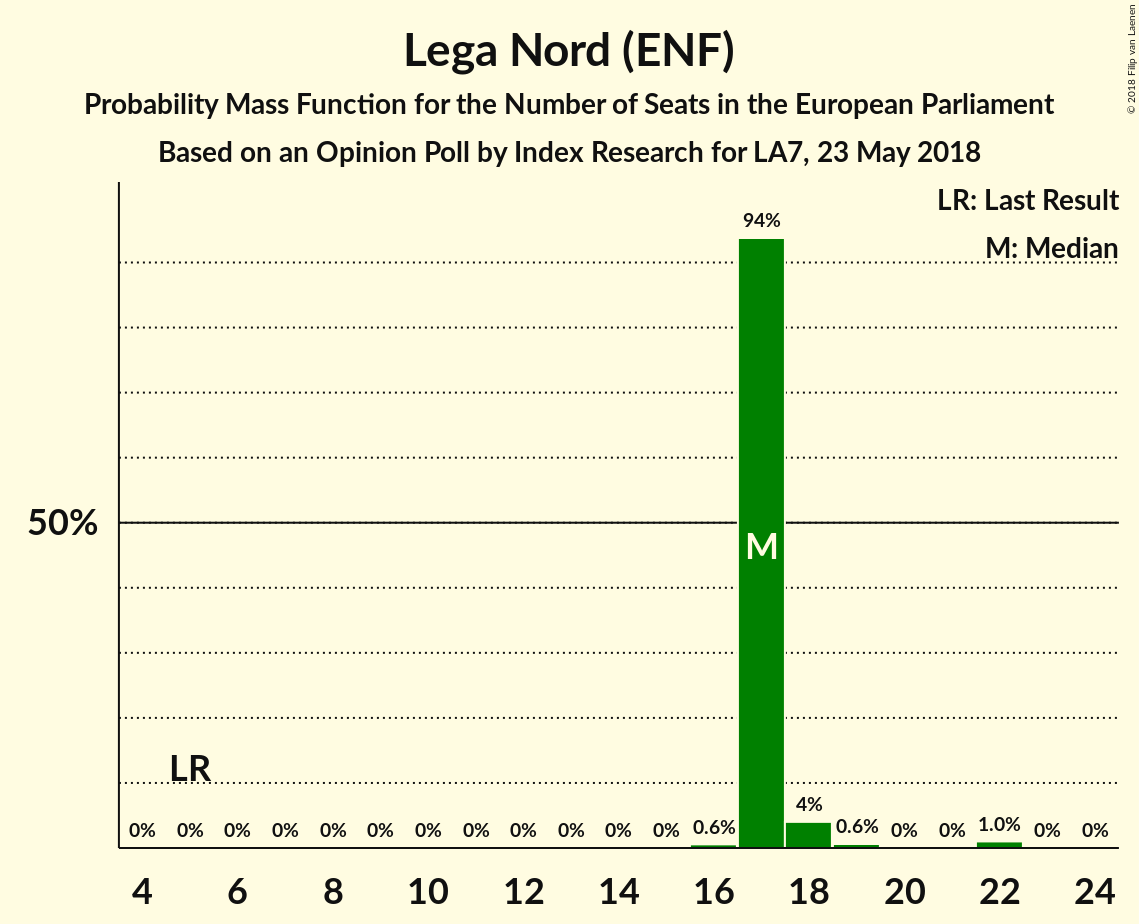 Lega Nord (ENF)
Probability Mass Function for the Number of Seats in the European Parliament
Based on an Opinion Poll by Index Research for LA7, 23 May 2018
© 2018 Filip van Laenen
LR: Last Result
M: Median
94%
50%
M
LR
0% 0% 0% 0% 0% 0% 0% 0% 0% 0% 0% 0% 0.6% 4% 0.6% 0% 0% 1.0% 0% 0%
4 6 8 10 12 14 16 18 20 22 24